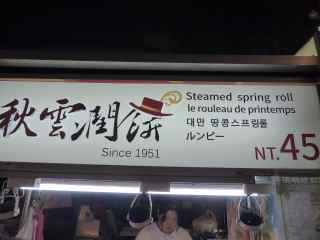 秋雲潤餅
Since 1951
Steamed spring roll
le rouleau de printemps
대만 땅콩스프링롤
ルンピー
NT.45